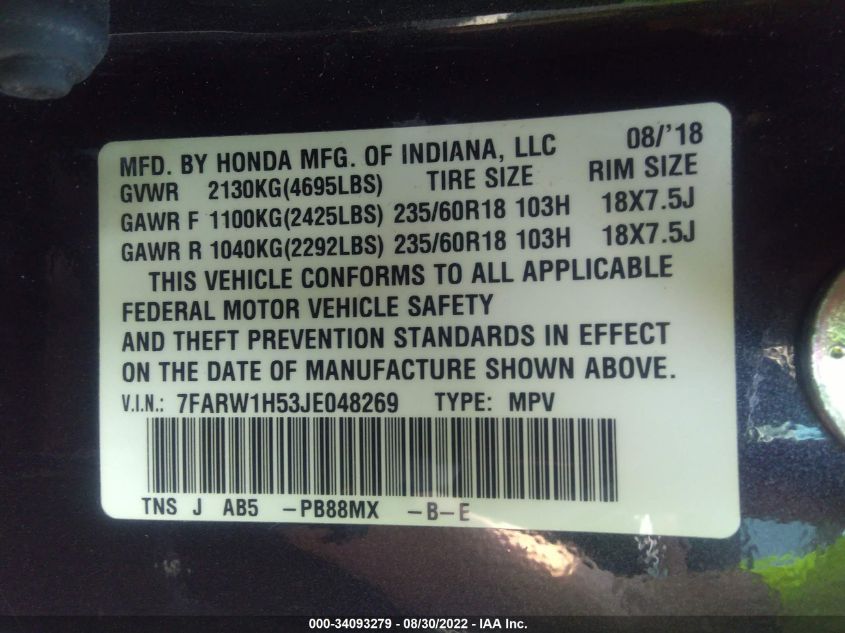 MFD. BY HONDA MFG. OF INDIANA, LLC 08/'18
GVWR 2130KG(4695LBS) TIRE SIZE RIM SIZE
GAWR F 1100KG(2425LBS) 235/60R18 103H 18X7.5J
GAWR R 1040KG(2292LBS) 235/60R18 103H 18X7.5J
THIS VEHICLE CONFORMS TO ALL APPLICABLE
FEDERAL MOTOR VEHICLE SAFETY
AND THEFT PREVENTION STANDARDS IN EFFECT
ON THE DATE OF MANUFACTURE SHOWN ABOVE.
V.I.N.: 7FARW1H53JE048269 TYPE: MPV
TNS J AB5 -PB88MX -B-E
000-34093279 - 08/30/2022 - IAA Inc.